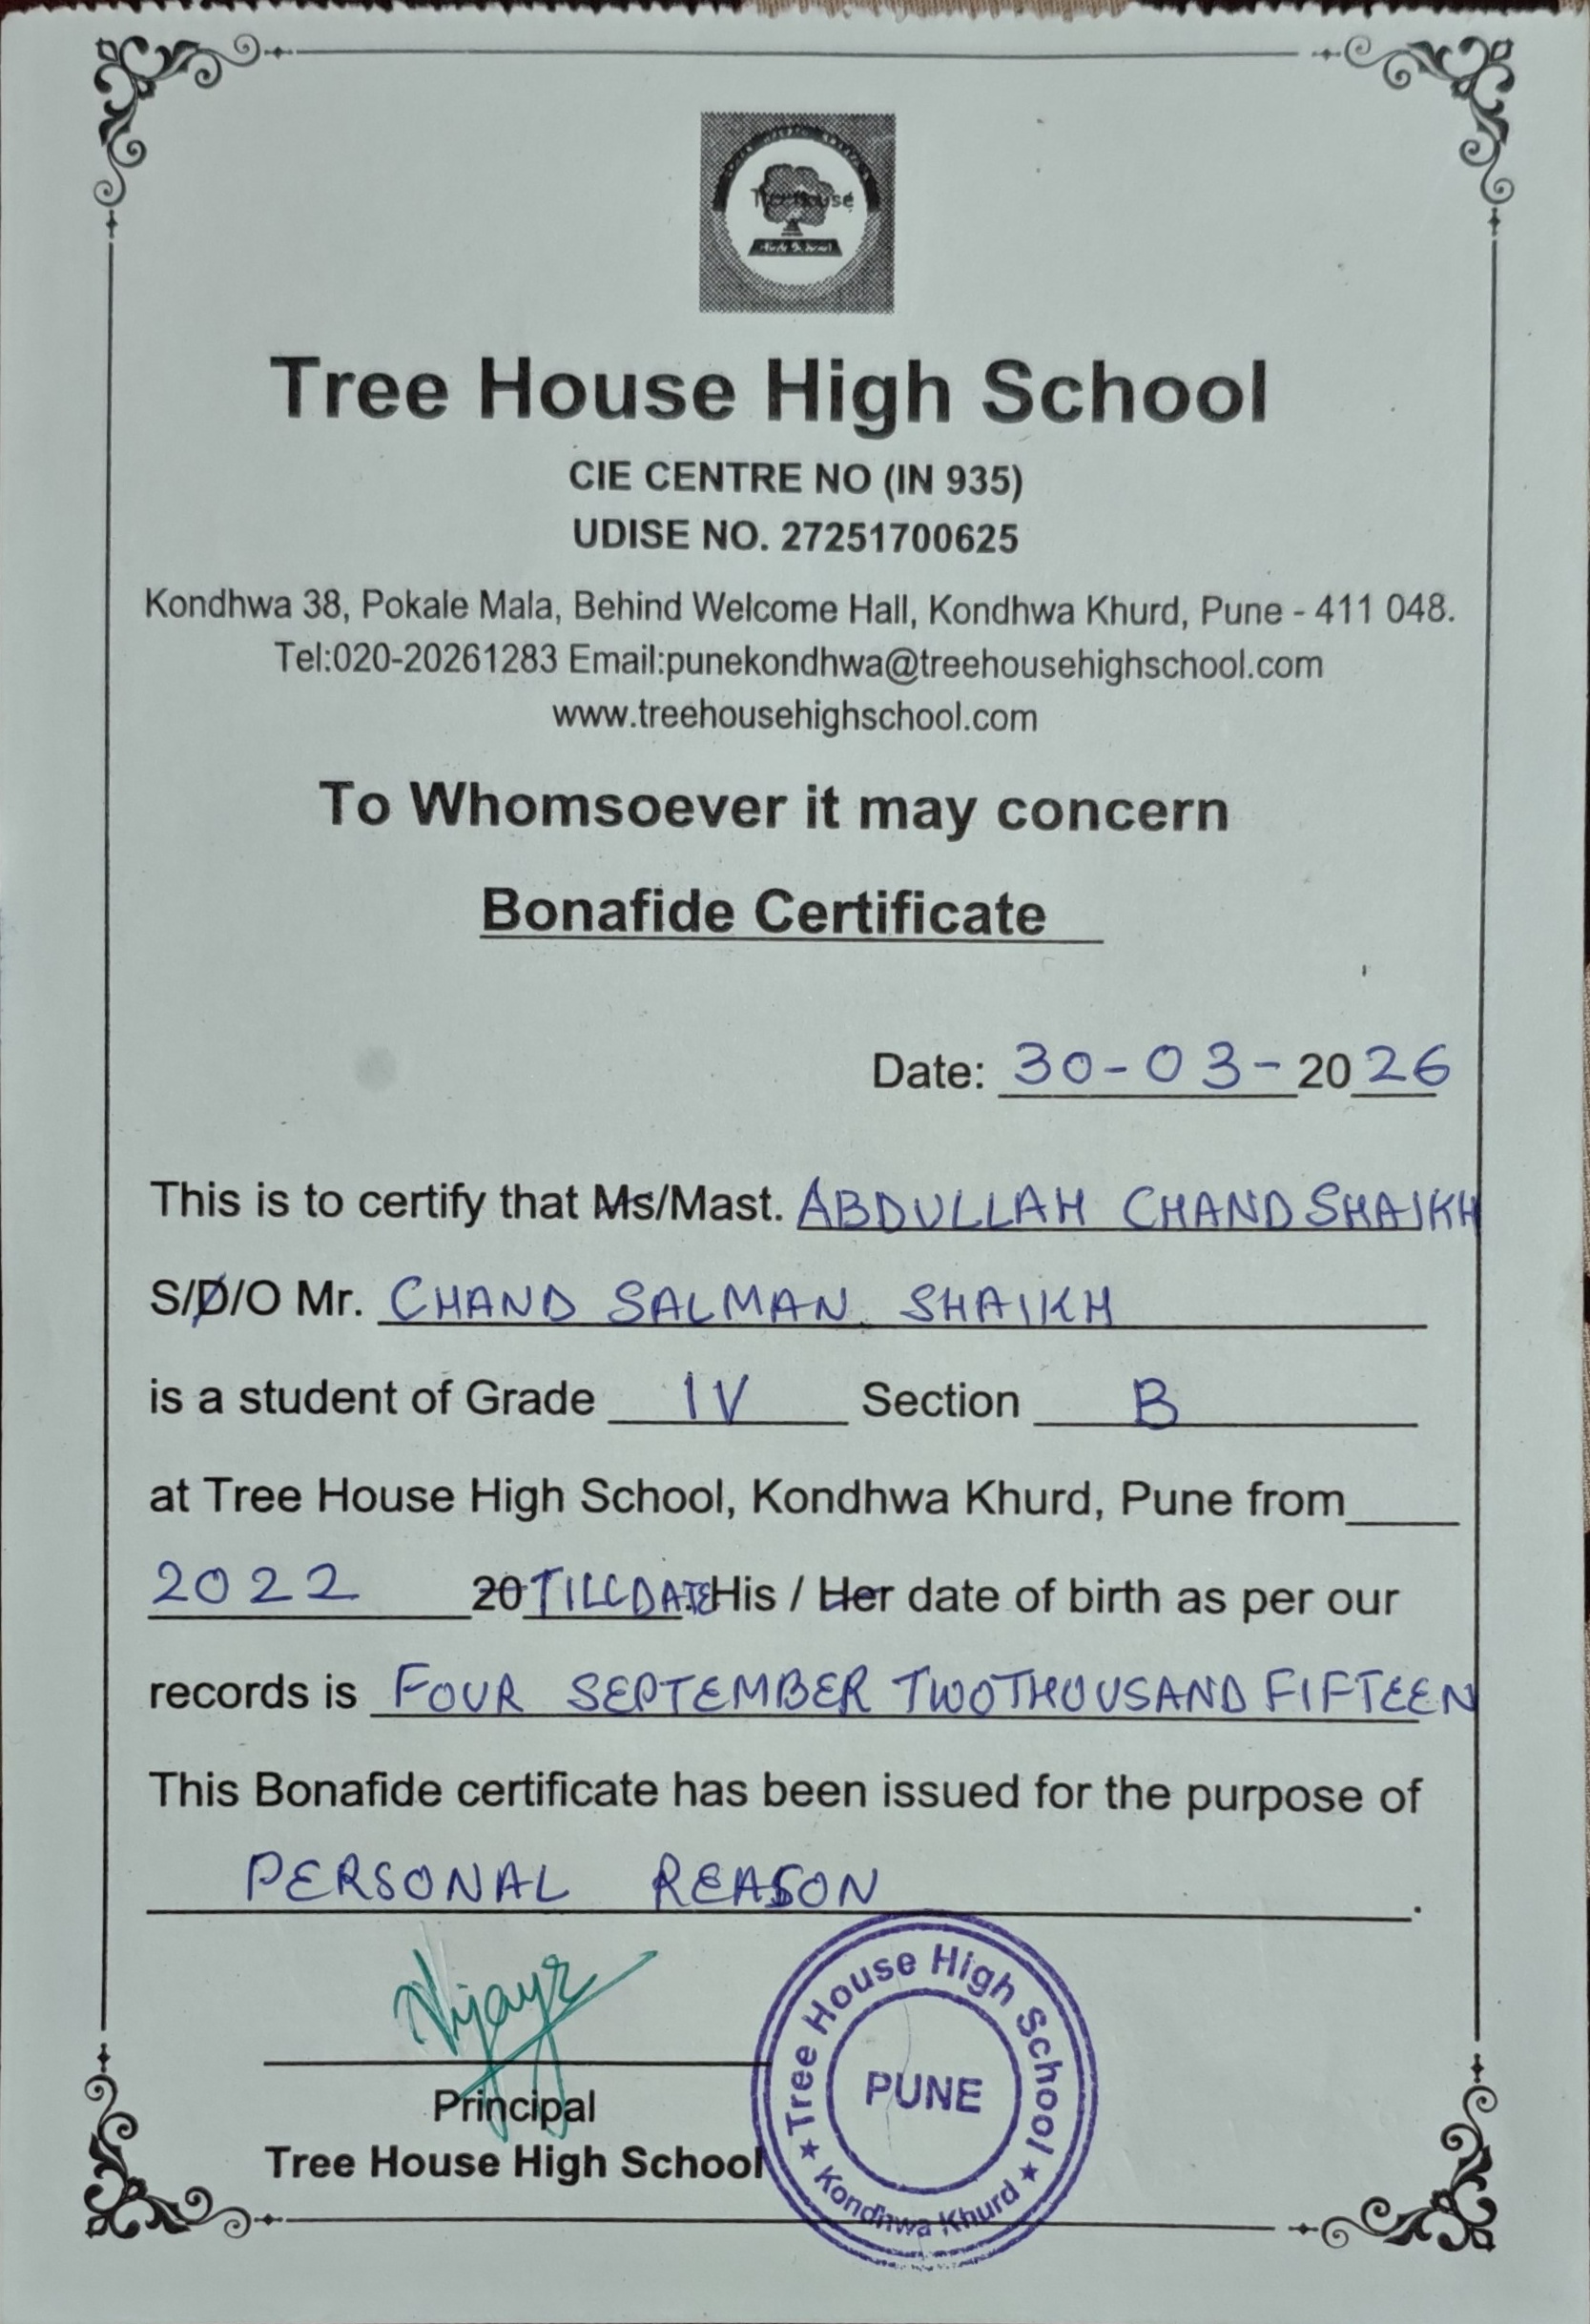 Tree House
Tree House High School
CIE CENTRE NO (IN 935)
UDISE NO. 27251700625
Kondhwa 38, Pokale Mala, Behind Welcome Hall, Kondhwa Khurd, Pune - 411 048.
Tel:020-20261283 Email:punekondhwa@treehousehighschool.com
www.treehousehighschool.com
To Whomsoever it may concern
Bonafide Certificate
Date: 30-03-2026
This is to certify that Ms/Mast. ABDULLAH CHAND SHAIKH
S/D/O Mr. CHAND SALMAN SHAIKH
is a student of Grade IV Section B
at Tree House High School, Kondhwa Khurd, Pune from
2022 20 TILLDATE His / Her date of birth as per our
records is FOUR SEPTEMBER TWOTHOUSAND FIFTEEN
This Bonafide certificate has been issued for the purpose of
PERSONAL REASON.
Principal
Tree House High School
Tree House High School
PUNE
★ Kondhwa Khurd ★